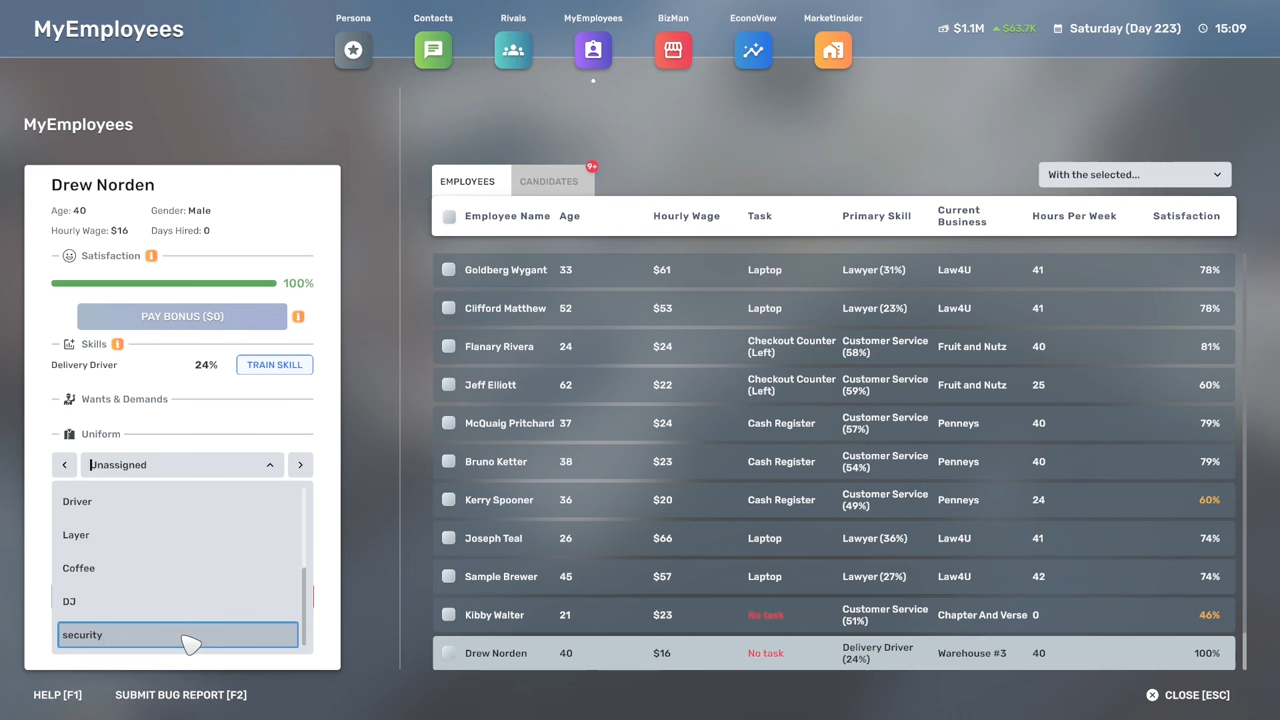 MyEmployees
Persona
Contacts
Rivals
MyEmployees
BizMan
EconoView
MarketInsider
$1.1M
$63.7K
Saturday (Day 223)
15:09
MyEmployees
Drew Norden
Age: 40
Gender: Male
Hourly Wage: $16
Days Hired: 0
Satisfaction
100%
PAY BONUS ($0)
Skills
Delivery Driver
24%
TRAIN SKILL
Wants & Demands
Uniform
Unassigned
Driver
Layer
Coffee
DJ
security
EMPLOYEES
CANDIDATES
9+
With the selected...
Employee Name
Age
Hourly Wage
Task
Primary Skill
Current
Business
Hours Per Week
Satisfaction
Goldberg Wygant
33
$61
Laptop
Lawyer (31%)
Law4U
41
78%
Clifford Matthew
52
$53
Laptop
Lawyer (23%)
Law4U
41
78%
Flanary Rivera
24
$24
Checkout Counter
(Left)
Customer Service
(58%)
Fruit and Nutz
40
81%
Jeff Elliott
62
$22
Checkout Counter
(Left)
Customer Service
(59%)
Fruit and Nutz
25
60%
McQuaig Pritchard
37
$24
Cash Register
Customer Service
(57%)
Penneys
40
79%
Bruno Ketter
38
$23
Cash Register
Customer Service
(54%)
Penneys
40
79%
Kerry Spooner
36
$20
Cash Register
Customer Service
(49%)
Penneys
24
60%
Joseph Teal
26
$66
Laptop
Lawyer (36%)
Law4U
41
74%
Sample Brewer
45
$57
Laptop
Lawyer (27%)
Law4U
42
74%
Kibby Walter
21
$23
No task
Customer Service
(51%)
Chapter And Verse
0
46%
Drew Norden
40
$16
No task
Delivery Driver
(24%)
Warehouse #3
40
100%
HELP [F1]
SUBMIT BUG REPORT [F2]
CLOSE [ESC]